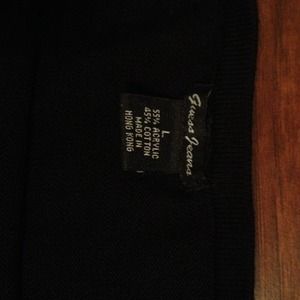 Guess Jeans
L
55% ACRYLIC
45% COTTON
MADE IN
HONG KONG